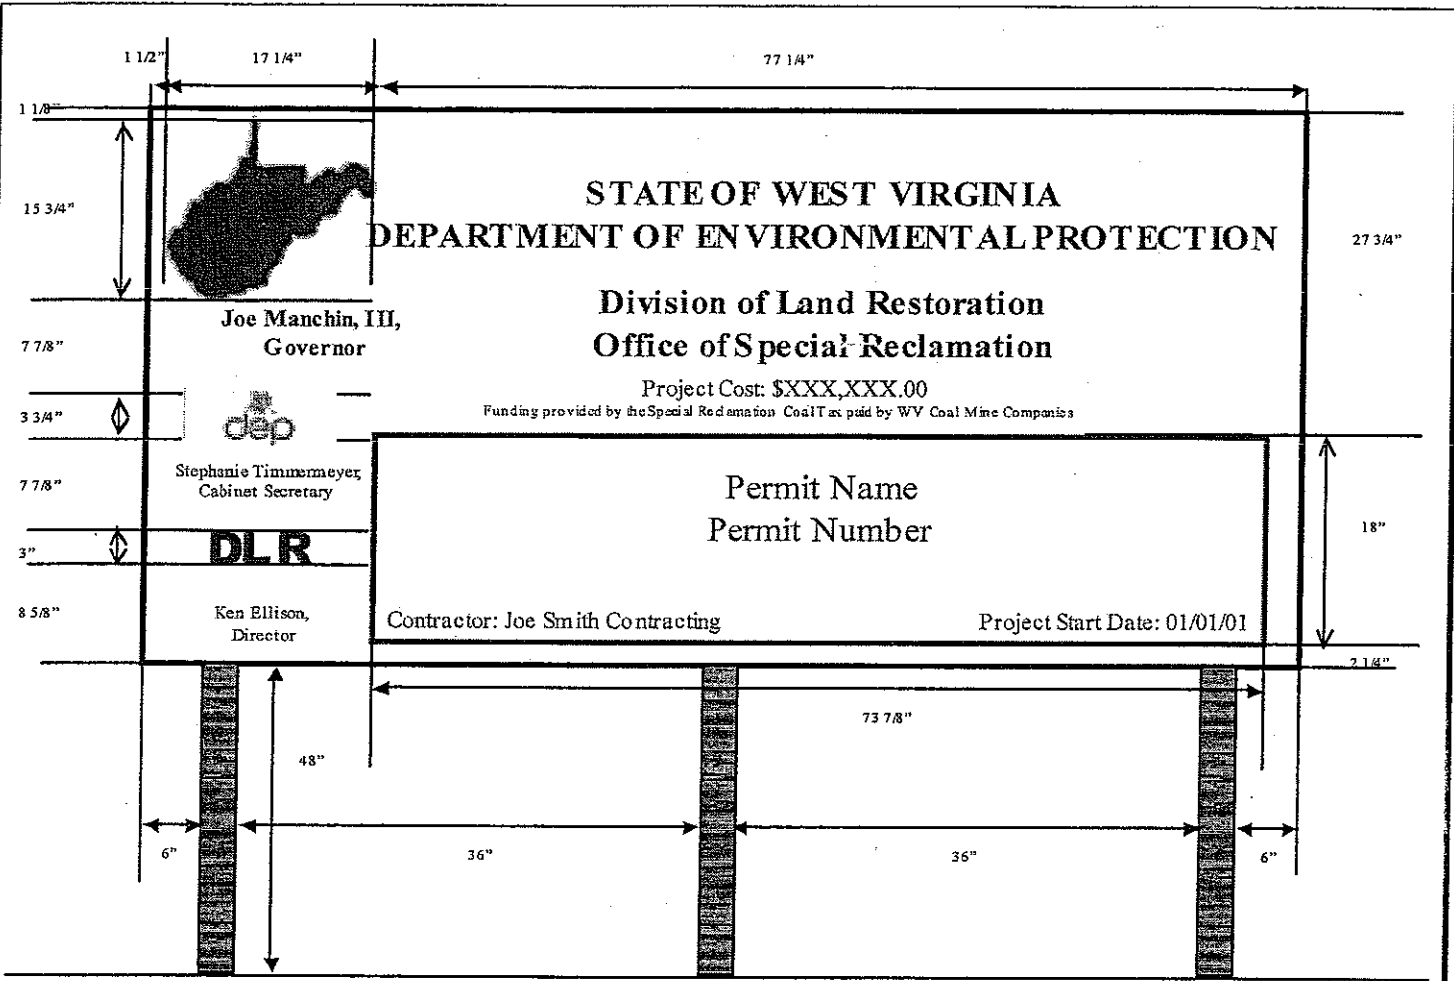 1 1/2"
17 1/4"
77 1/4"
1 1/8"
15 3/4"
STATE OF WEST VIRGINIA
DEPARTMENT OF ENVIRONMENTAL PROTECTION
27 3/4"
Division of Land Restoration
Office of Special Reclamation
Joe Manchin, III,
Governor
7 7/8"
Project Cost: $XXX,XXX.00
Funding provided by the Special Reclamation Coal Tax paid by WV Coal Mine Companies
3 3/4"
dep
Stephanie Timmermeyer,
Cabinet Secretary
7 7/8"
Permit Name
Permit Number
18"
3"
DLR
8 5/8"
Ken Ellison,
Director
Contractor: Joe Smith Contracting
Project Start Date: 01/01/01
2 1/4"
73 7/8"
48"
6"
36"
36"
6"